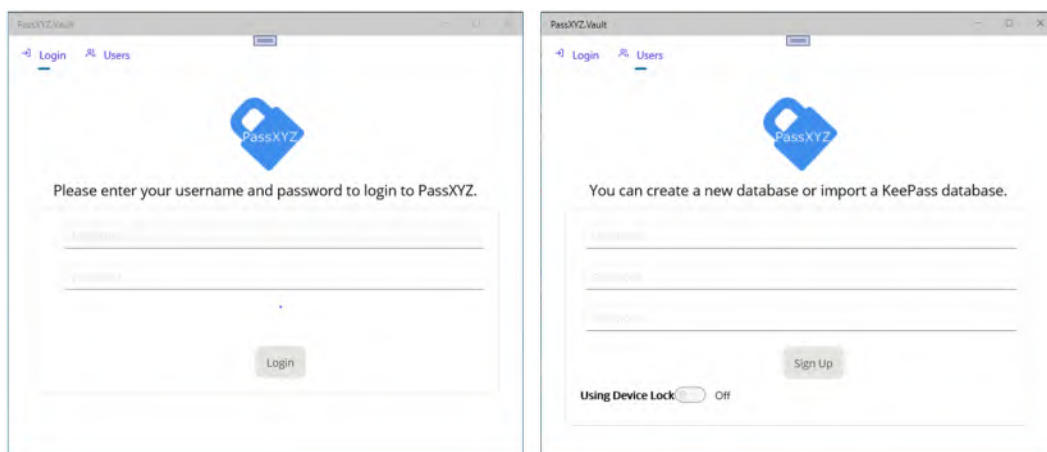 PassXYZ.Vault
Login Users
PassXYZ
Please enter your username and password to login to PassXYZ.
Login
PassXYZ.Vault
Login Users
PassXYZ
You can create a new database or import a KeePass database.
Sign Up
Using Device Lock Off